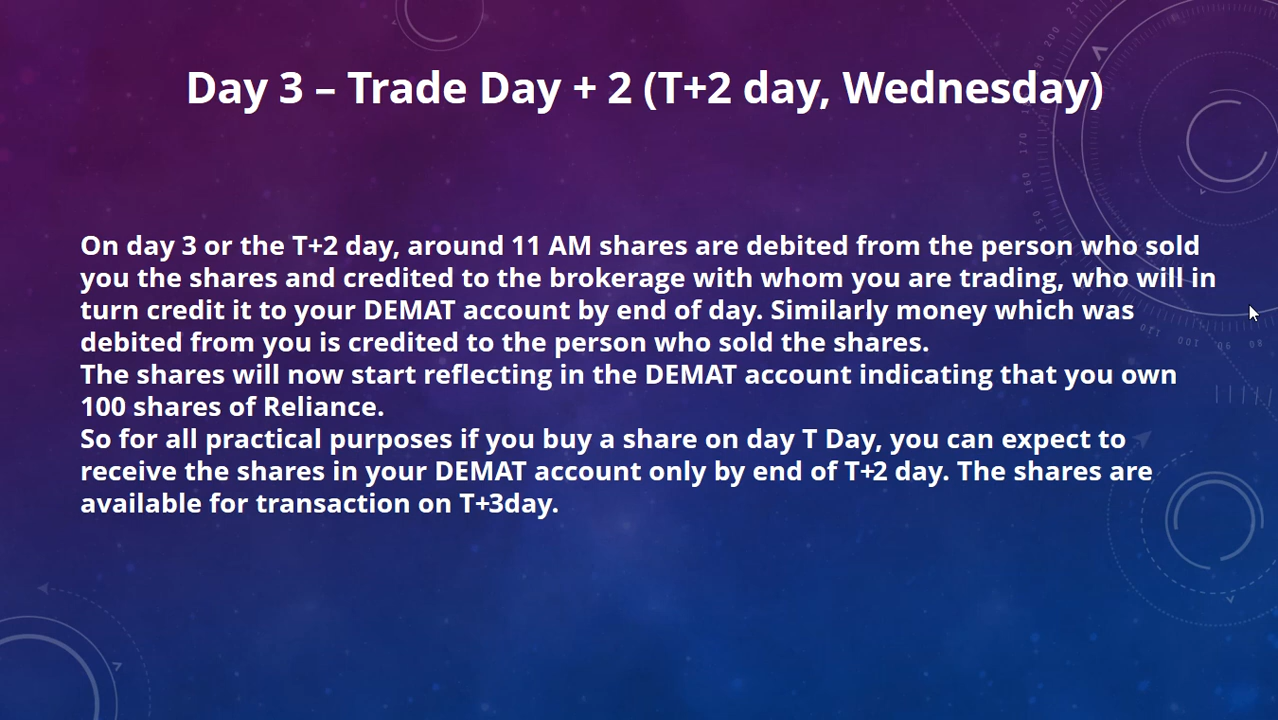 Day 3 – Trade Day + 2 (T+2 day, Wednesday)
On day 3 or the T+2 day, around 11 AM shares are debited from the person who sold
you the shares and credited to the brokerage with whom you are trading, who will in
turn credit it to your DEMAT account by end of day. Similarly money which was
debited from you is credited to the person who sold the shares.
The shares will now start reflecting in the DEMAT account indicating that you own
100 shares of Reliance.
So for all practical purposes if you buy a share on day T Day, you can expect to
receive the shares in your DEMAT account only by end of T+2 day. The shares are
available for transaction on T+3day.